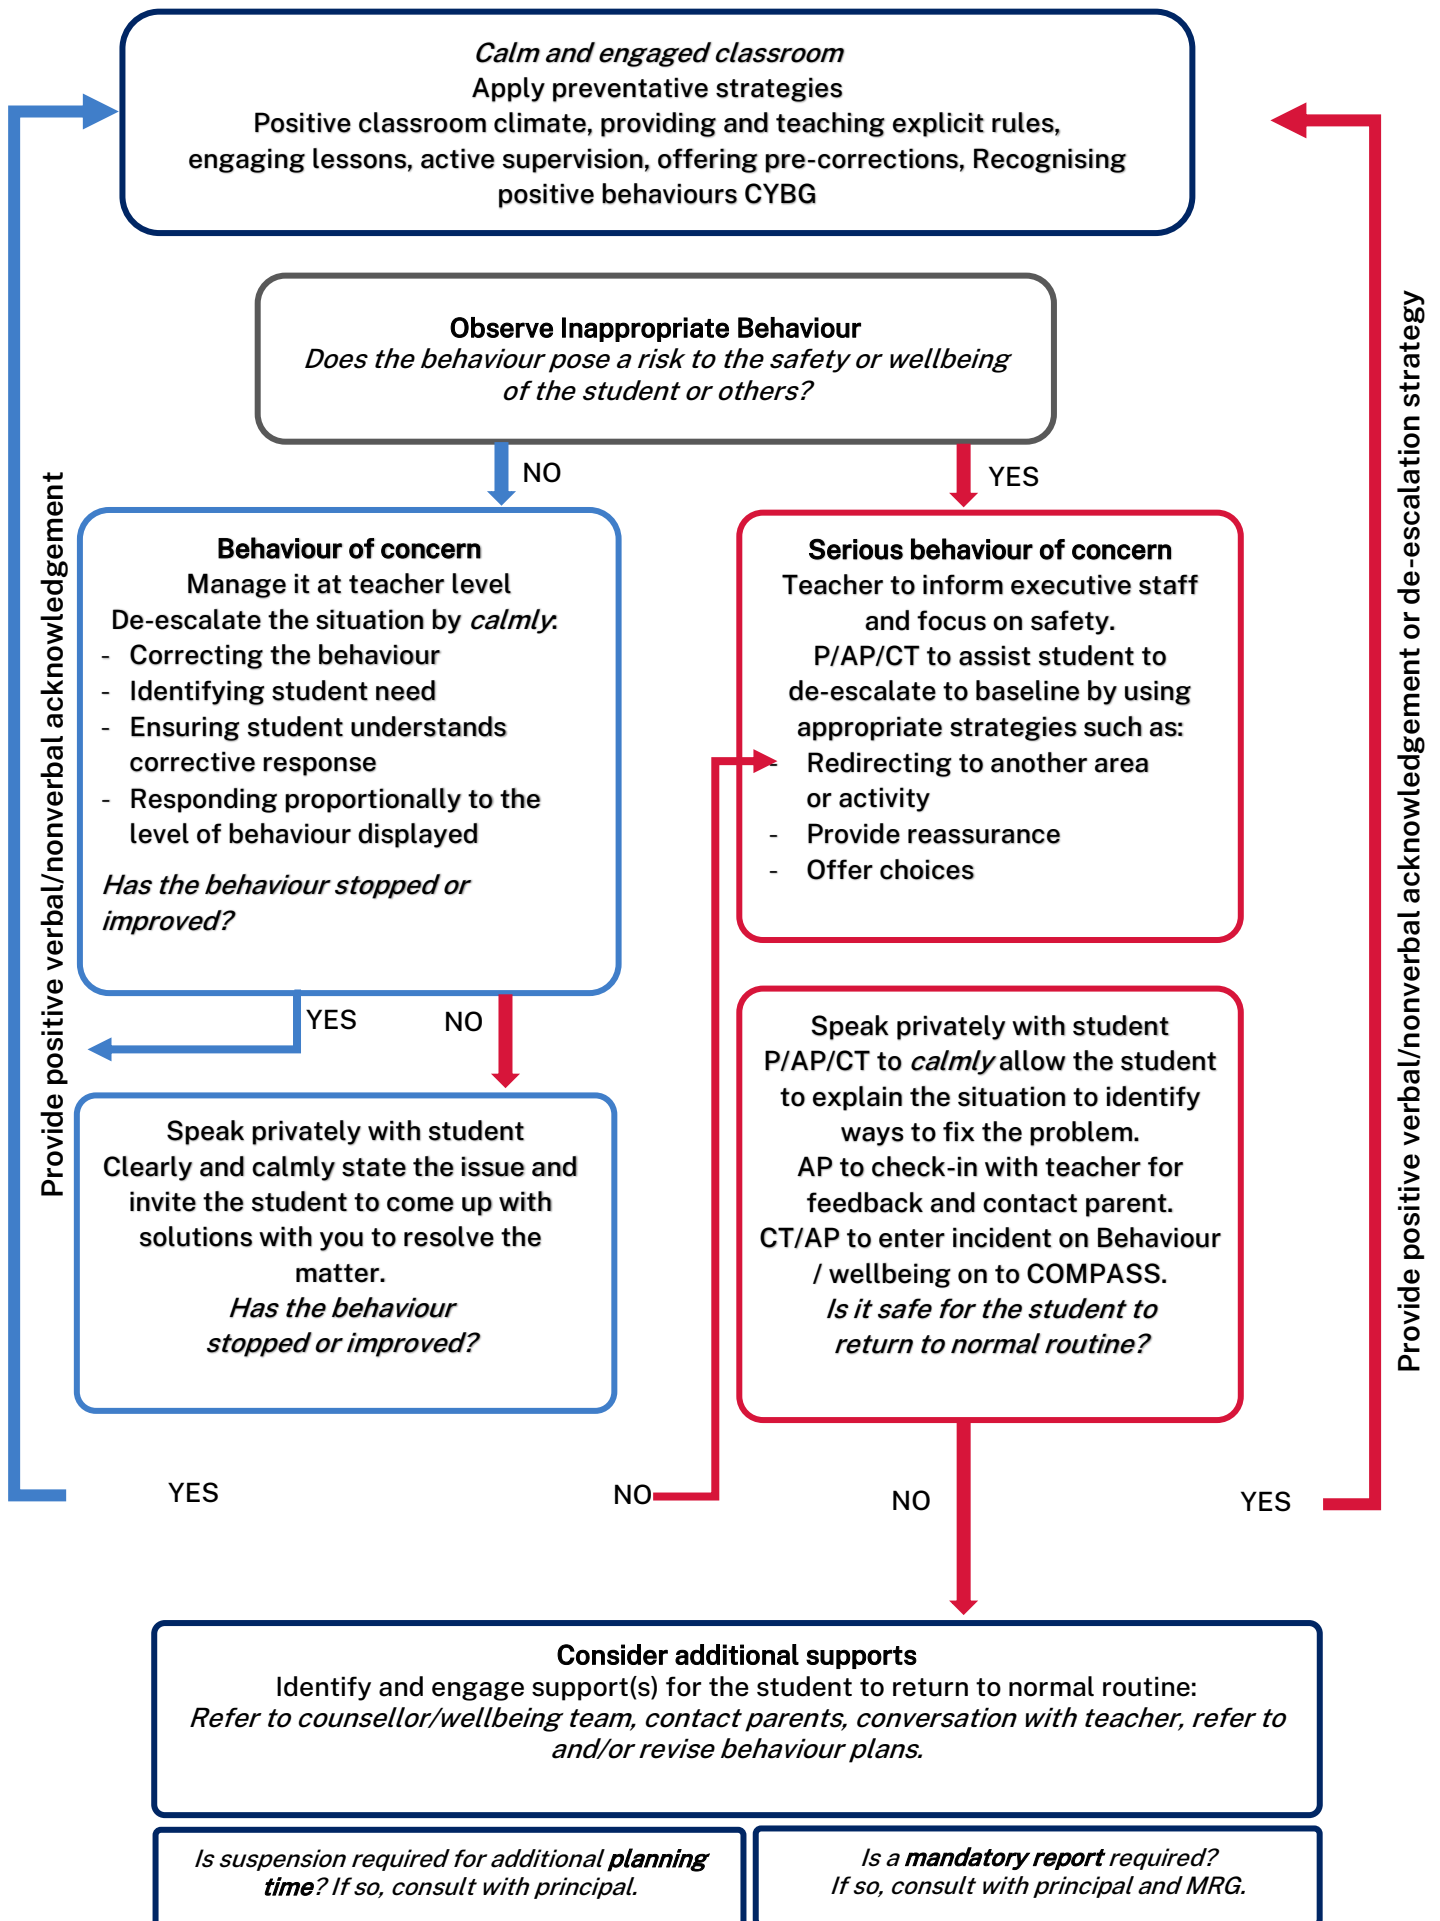 Calm and engaged classroom
Apply preventative strategies
Positive classroom climate, providing and teaching explicit rules,
engaging lessons, active supervision, offering pre-corrections, Recognising
positive behaviours CYBG
Observe Inappropriate Behaviour
Does the behaviour pose a risk to the safety or wellbeing
of the student or others?
NO
YES
Behaviour of concern
Manage it at teacher level
De-escalate the situation by calmly:
- Correcting the behaviour
- Identifying student need
- Ensuring student understands
corrective response
- Responding proportionally to the
level of behaviour displayed
Has the behaviour stopped or
improved?
Serious behaviour of concern
Teacher to inform executive staff
and focus on safety.
P/AP/CT to assist student to
de-escalate to baseline by using
appropriate strategies such as:
- Redirecting to another area
or activity
- Provide reassurance
- Offer choices
YES
NO
Speak privately with student
Clearly and calmly state the issue and
invite the student to come up with
solutions with you to resolve the
matter.
Has the behaviour
stopped or improved?
Speak privately with student
P/AP/CT to calmly allow the student
to explain the situation to identify
ways to fix the problem.
AP to check-in with teacher for
feedback and contact parent.
CT/AP to enter incident on Behaviour
/ wellbeing on to COMPASS.
Is it safe for the student to
return to normal routine?
YES
NO
NO
YES
Provide positive verbal/nonverbal acknowledgement
Provide positive verbal/nonverbal acknowledgement or de-escalation strategy
Consider additional supports
Identify and engage support(s) for the student to return to normal routine:
Refer to counsellor/wellbeing team, contact parents, conversation with teacher, refer to
and/or revise behaviour plans.
Is suspension required for additional planning
time? If so, consult with principal.
Is a mandatory report required?
If so, consult with principal and MRG.